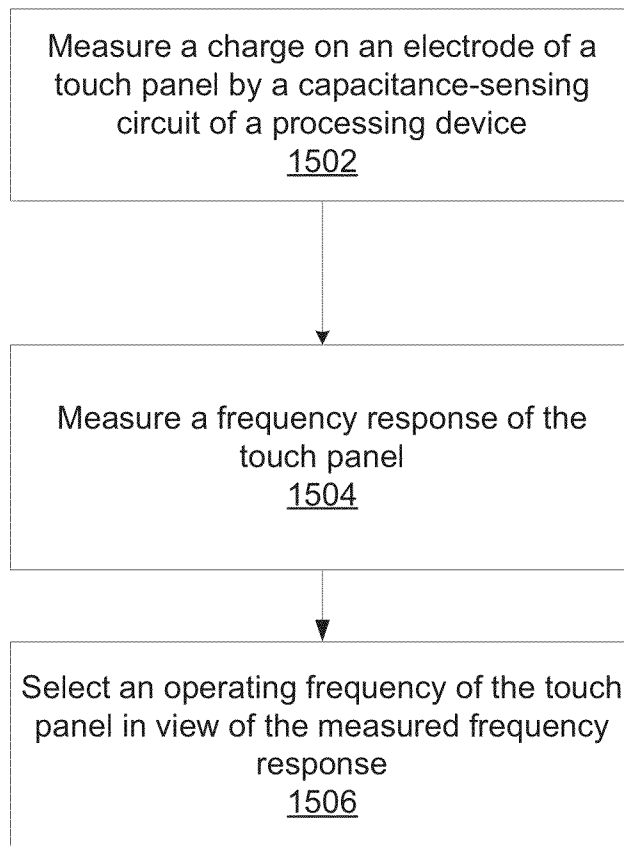 Measure a charge on an electrode of a
touch panel by a capacitance-sensing
circuit of a processing device
1502
Measure a frequency response of the
touch panel
1504
Select an operating frequency of the touch
panel in view of the measured frequency
response
1506